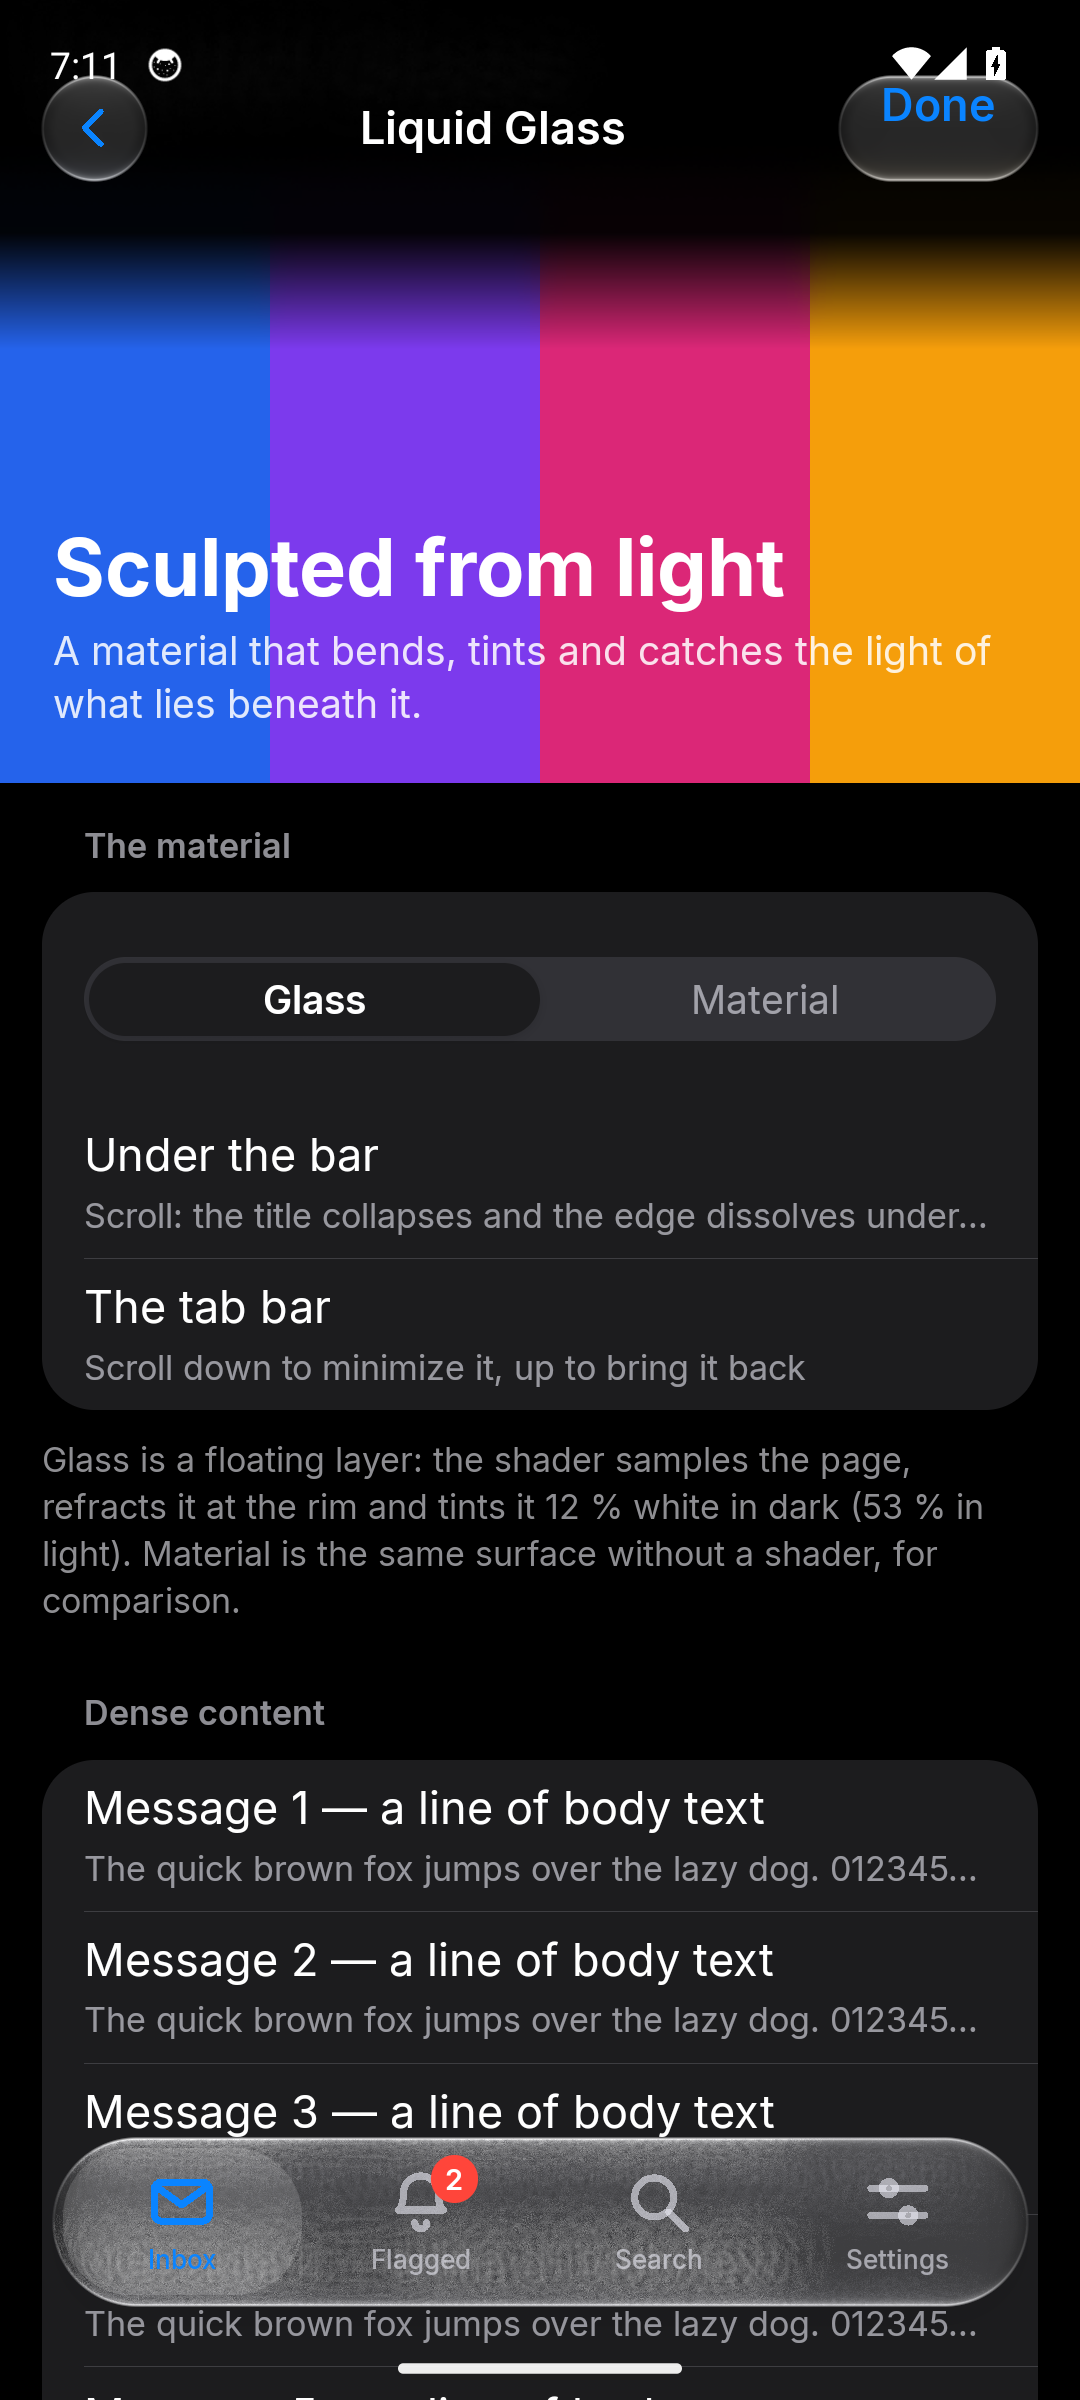 7:11
Liquid Glass
Done
Sculpted from light
A material that bends, tints and catches the light of
what lies beneath it.
The material
Glass
Material
Under the bar
Scroll: the title collapses and the edge dissolves under...
The tab bar
Scroll down to minimize it, up to bring it back
Glass is a floating layer: the shader samples the page,
refracts it at the rim and tints it 12 % white in dark (53 % in
light). Material is the same surface without a shader, for
comparison.
Dense content
Message 1 — a line of body text
The quick brown fox jumps over the lazy dog. 012345...
Message 2 — a line of body text
The quick brown fox jumps over the lazy dog. 012345...
Message 3 — a line of body text
2
Inbox
Flagged
Search
Settings
The quick brown fox jumps over the lazy dog. 012345...